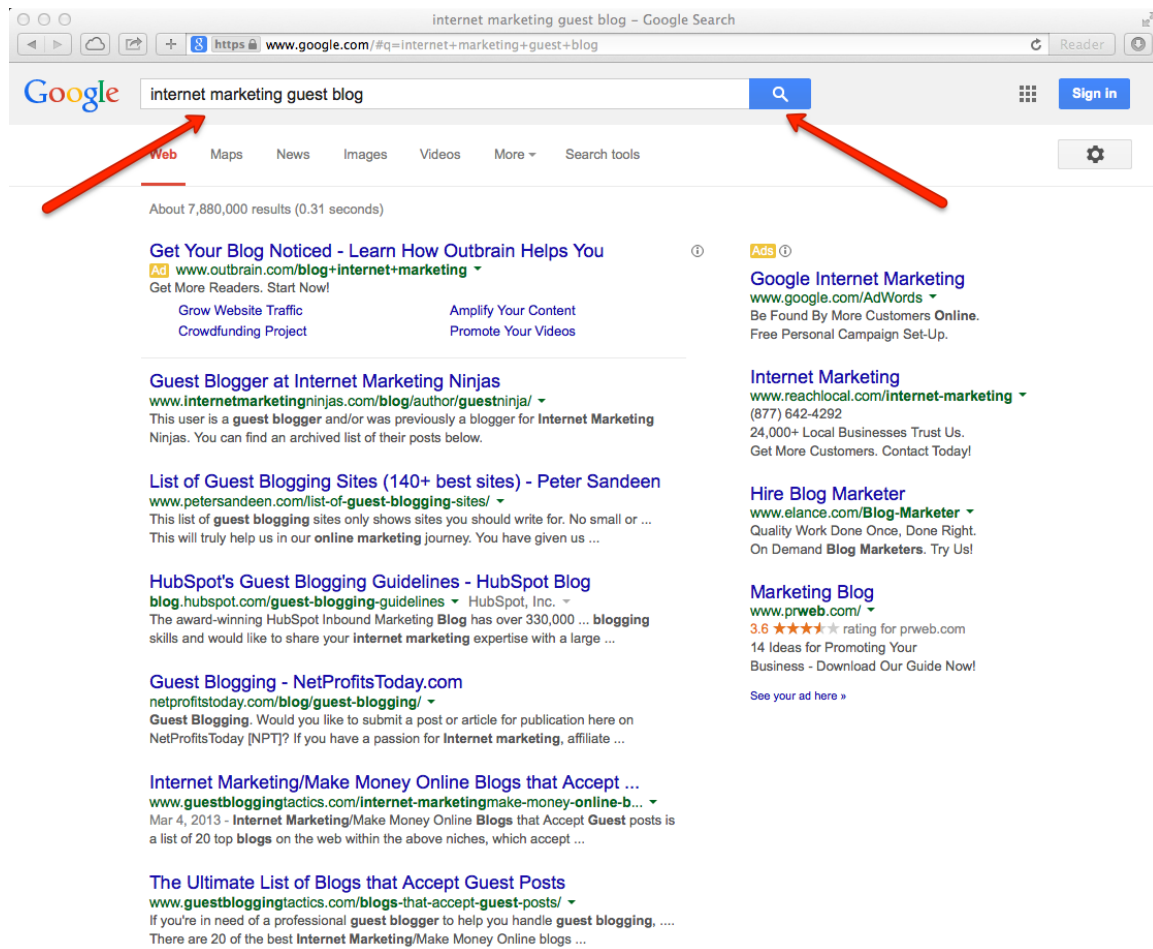 internet marketing guest blog – Google Search
https www.google.com/#q=internet+marketing+guest+blog
Reader
Google
internet marketing guest blog
Sign in
Web Maps News Images Videos More Search tools
About 7,880,000 results (0.31 seconds)
Get Your Blog Noticed - Learn How Outbrain Helps You
Ad www.outbrain.com/blog+internet+marketing
Get More Readers. Start Now!
Grow Website Traffic Amplify Your Content
Crowdfunding Project Promote Your Videos
Guest Blogger at Internet Marketing Ninjas
www.internetmarketingninjas.com/blog/author/guestninja/
This user is a guest blogger and/or was previously a blogger for Internet Marketing
Ninjas. You can find an archived list of their posts below.
List of Guest Blogging Sites (140+ best sites) - Peter Sandeen
www.petersandeen.com/list-of-guest-blogging-sites/
This list of guest blogging sites only shows sites you should write for. No small or ...
This will truly help us in our online marketing journey. You have given us ...
HubSpot's Guest Blogging Guidelines - HubSpot Blog
blog.hubspot.com/guest-blogging-guidelines HubSpot, Inc.
The award-winning HubSpot Inbound Marketing Blog has over 330,000 ... blogging
skills and would like to share your internet marketing expertise with a large ...
Guest Blogging - NetProfitsToday.com
netprofitstoday.com/blog/guest-blogging/
Guest Blogging. Would you like to submit a post or article for publication here on
NetProfitsToday [NPT]? If you have a passion for Internet marketing, affiliate ...
Internet Marketing/Make Money Online Blogs that Accept ...
www.guestbloggingtactics.com/internet-marketingmake-money-online-b...
Mar 4, 2013 - Internet Marketing/Make Money Online Blogs that Accept Guest posts is
a list of 20 top blogs on the web within the above niches, which accept ...
The Ultimate List of Blogs that Accept Guest Posts
www.guestbloggingtactics.com/blogs-that-accept-guest-posts/
If you're in need of a professional guest blogger to help you handle guest blogging, ....
There are 20 of the best Internet Marketing/Make Money Online blogs ...
Ads
Google Internet Marketing
www.google.com/AdWords
Be Found By More Customers Online.
Free Personal Campaign Set-Up.
Internet Marketing
www.reachlocal.com/internet-marketing
(877) 642-4292
24,000+ Local Businesses Trust Us.
Get More Customers. Contact Today!
Hire Blog Marketer
www.elance.com/Blog-Marketer
Quality Work Done Once, Done Right.
On Demand Blog Marketers. Try Us!
Marketing Blog
www.prweb.com/
3.6 rating for prweb.com
14 Ideas for Promoting Your
Business - Download Our Guide Now!
See your ad here »